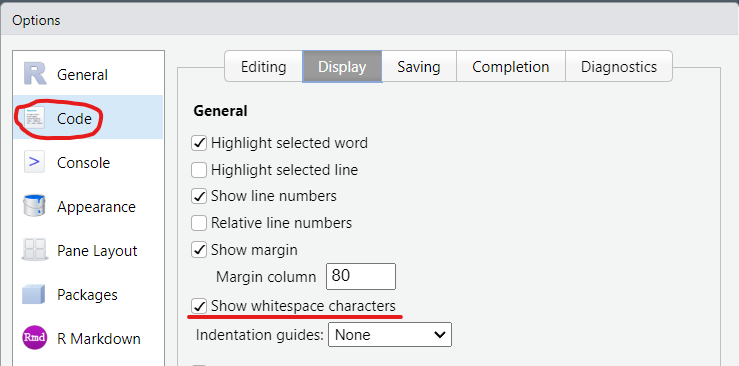 Options
R General
Code
> Console
Appearance
Pane Layout
Packages
Rmd R Markdown
Editing Display Saving Completion Diagnostics
General
Highlight selected word
Highlight selected line
Show line numbers
Relative line numbers
Show margin
Margin column 80
Show whitespace characters
Indentation guides: None